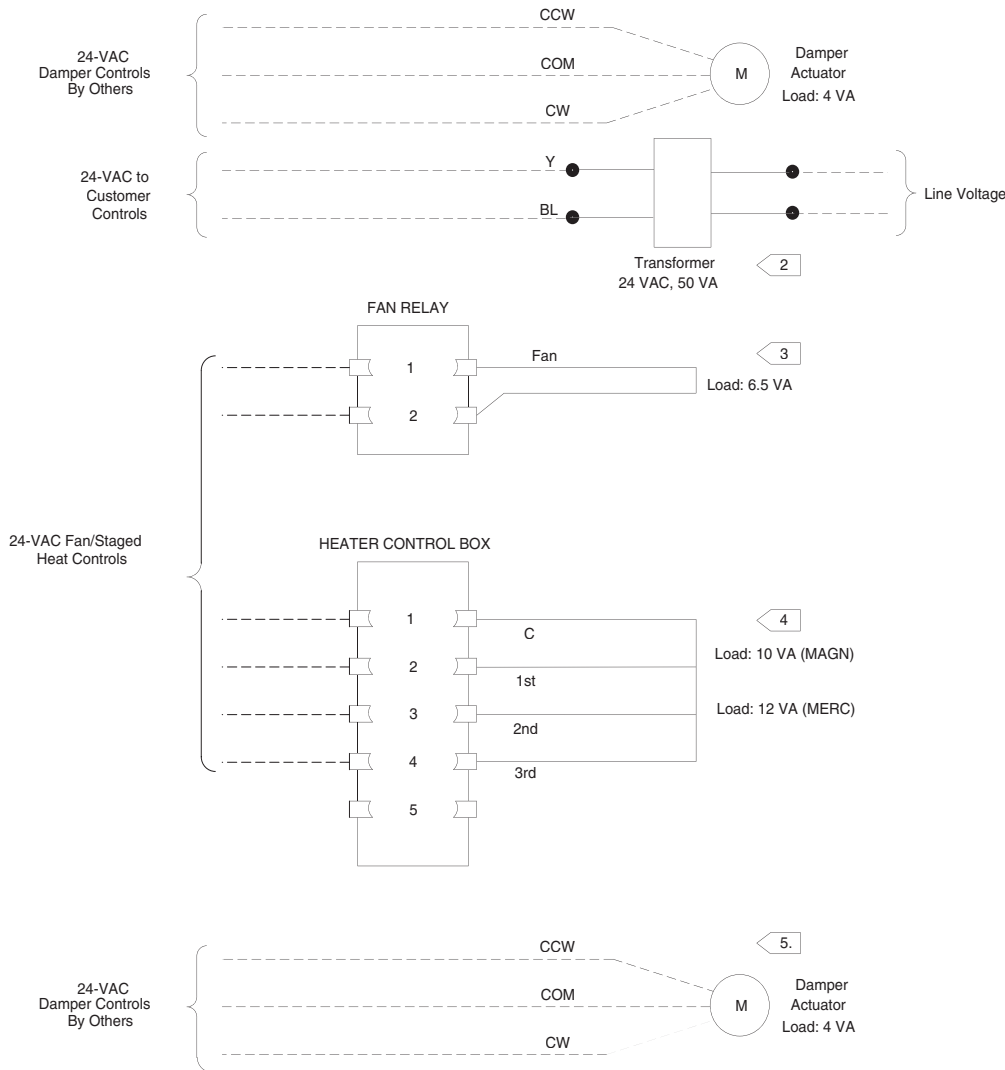 CCW
24-VAC
Damper Controls
By Others
COM
CW
M
Damper
Actuator
Load: 4 VA
24-VAC to
Customer
Controls
Y
BL
Line Voltage
Transformer
24 VAC, 50 VA
2
FAN RELAY
1
Fan
3
2
Load: 6.5 VA
24-VAC Fan/Staged
Heat Controls
HEATER CONTROL BOX
1
C
4
Load: 10 VA (MAGN)
2
1st
3
2nd
Load: 12 VA (MERC)
4
3rd
5
5.
CCW
24-VAC
Damper Controls
By Others
COM
CW
M
Damper
Actuator
Load: 4 VA